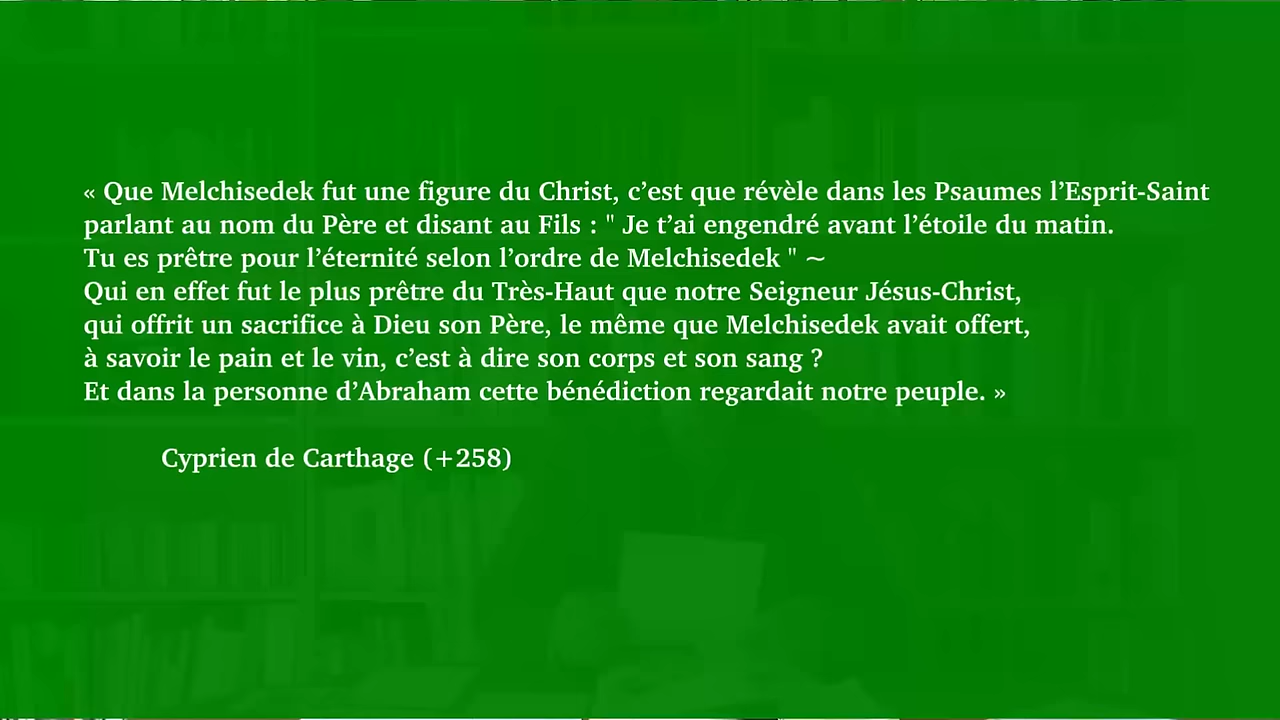 « Que Melchisedek fut une figure du Christ, c’est que révèle dans les Psaumes l’Esprit-Saint
parlant au nom du Père et disant au Fils : " Je t’ai engendré avant l’étoile du matin.
Tu es prêtre pour l’éternité selon l’ordre de Melchisedek " ~
Qui en effet fut le plus prêtre du Très-Haut que notre Seigneur Jésus-Christ,
qui offrit un sacrifice à Dieu son Père, le même que Melchisedek avait offert,
à savoir le pain et le vin, c’est à dire son corps et son sang ?
Et dans la personne d’Abraham cette bénédiction regardait notre peuple. »
Cyprien de Carthage (+258)